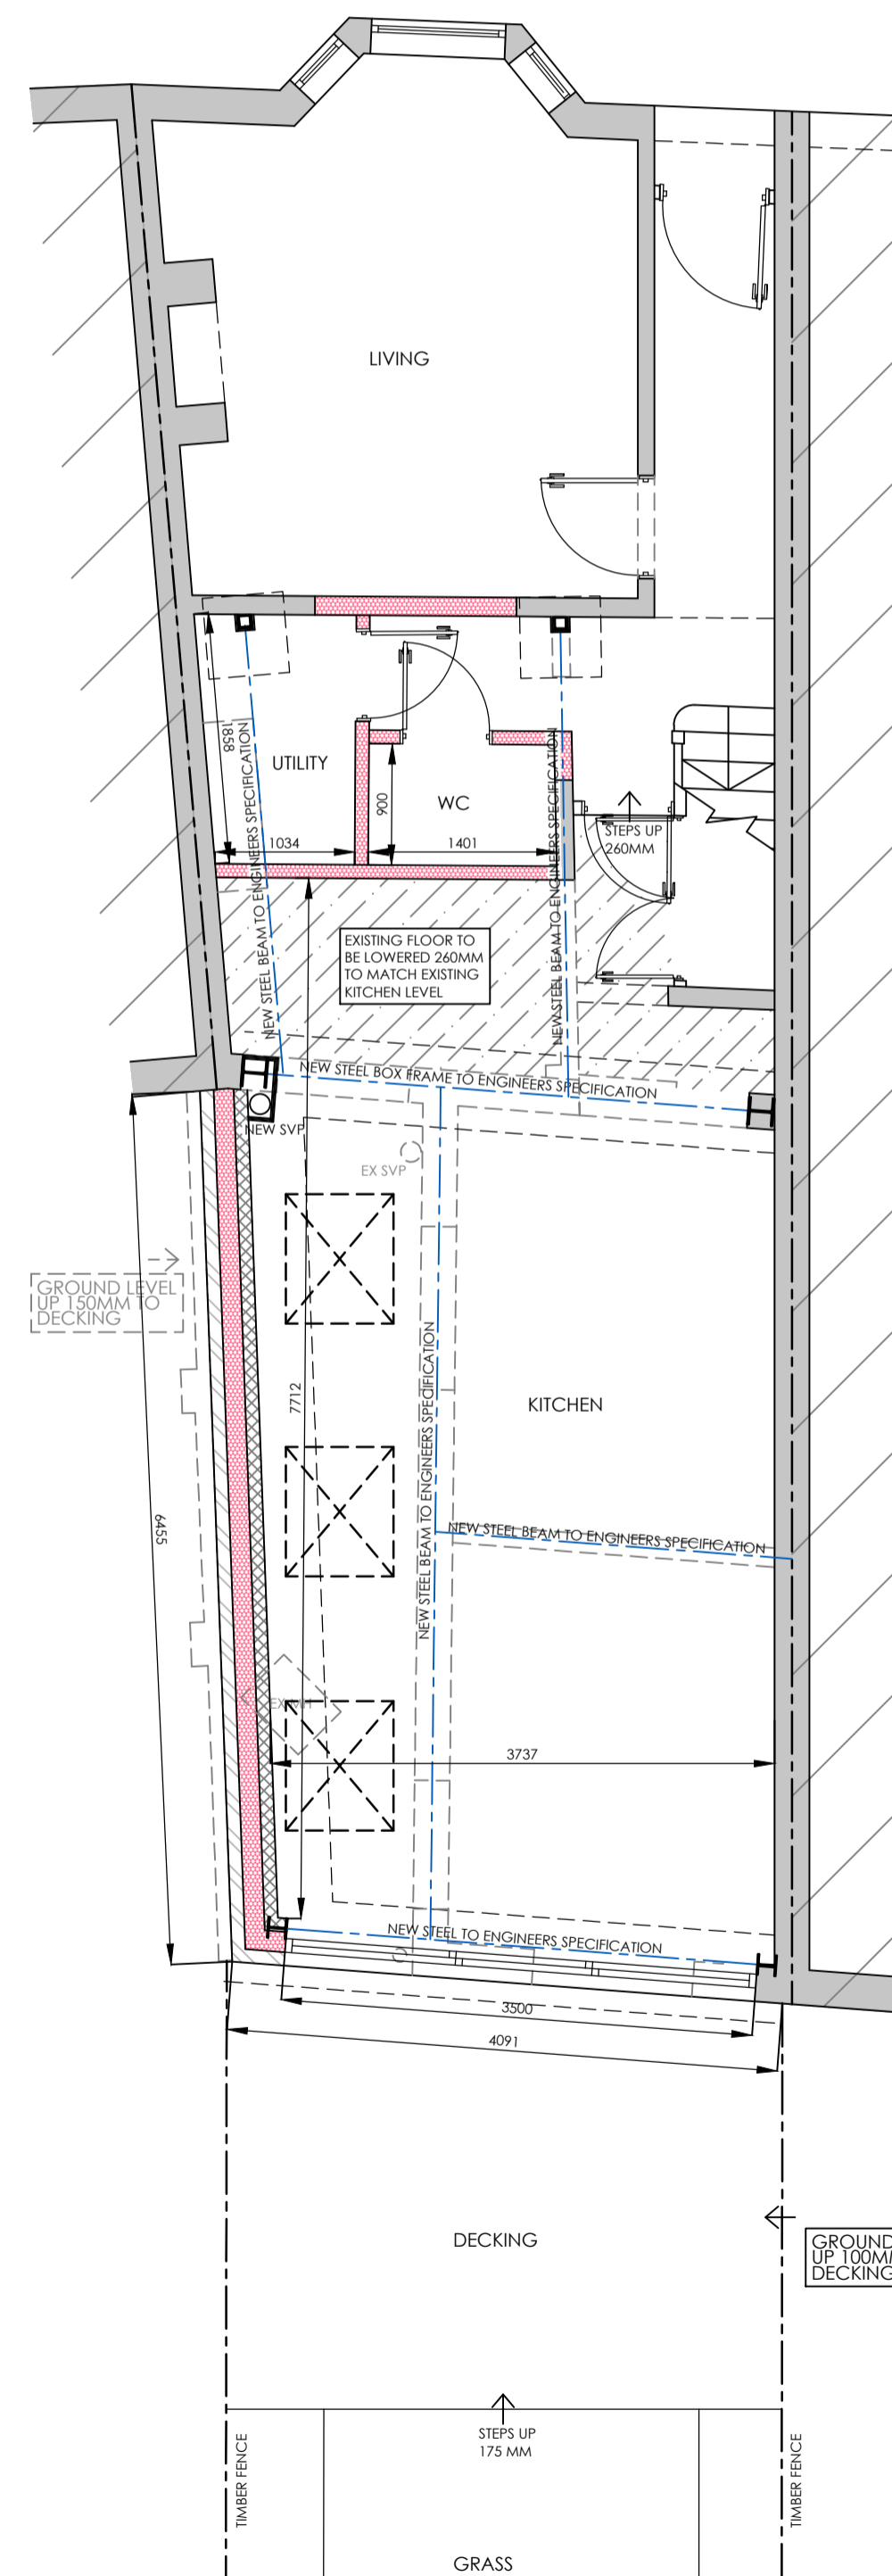 LIVING
1858
UTILITY
NEW STEEL BEAM TO ENGINEERS SPECIFICATION
900
WC
NEW STEEL BEAM TO ENGINEERS SPECIFICATION
STEPS UP
260MM
1034
1401
EXISTING FLOOR TO
BE LOWERED 260MM
TO MATCH EXISTING
KITCHEN LEVEL
NEW STEEL BOX FRAME TO ENGINEERS SPECIFICATION
NEW SVP
EX SVP
GROUND LEVEL
UP 150MM TO
DECKING
7712
NEW STEEL BEAM TO ENGINEERS SPECIFICATION
KITCHEN
6455
NEW STEEL BEAM TO ENGINEERS SPECIFICATION
EX MH
3737
NEW STEEL TO ENGINEERS SPECIFICATION
3500
4091
DECKING
GROUND
UP 100M
DECKING
STEPS UP
175 MM
TIMBER FENCE
TIMBER FENCE
GRASS